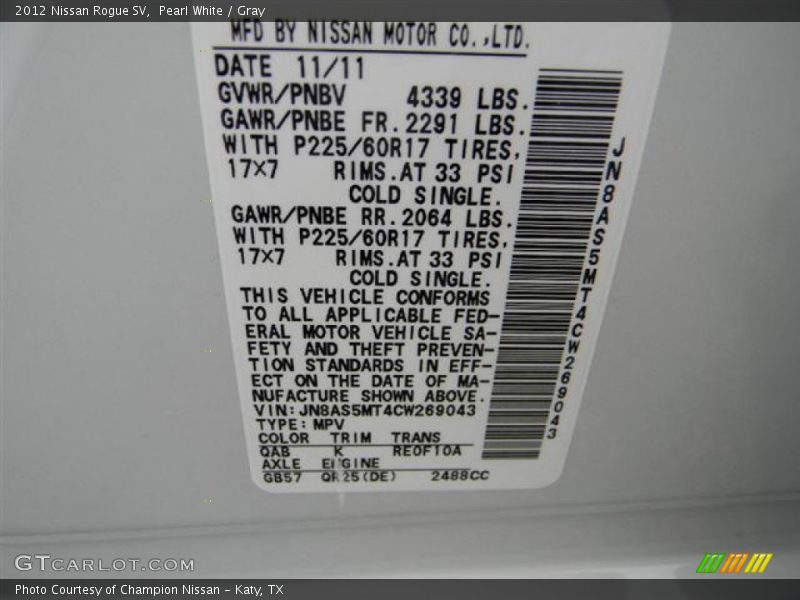 2012 Nissan Rogue SV,  Pearl White / Gray
MFD BY NISSAN MOTOR CO.,LTD.
DATE 11/11
GVWR/PNBV 4339 LBS.
GAWR/PNBE FR.2291 LBS.
WITH P225/60R17 TIRES,
17×7 RIMS.AT 33 PSI
COLD SINGLE.
GAWR/PNBE RR.2064 LBS.
WITH P225/60R17 TIRES,
17×7 RIMS.AT 33 PSI
COLD SINGLE.
THIS VEHICLE CONFORMS
TO ALL APPLICABLE FED-
ERAL MOTOR VEHICLE SA-
FETY AND THEFT PREVEN-
TION STANDARDS IN EFF-
ECT ON THE DATE OF MA-
NUFACTURE SHOWN ABOVE.
VIN:JN8AS5MT4CW269043
TYPE:MPV
COLOR TRIM TRANS
QAB K RE0F10A
AXLE ENGINE
GB57 QR25(DE) 2488CC
JN8AS5MT4CW269043
GTCARLOT.COM
Photo Courtesy of Champion Nissan - Katy, TX